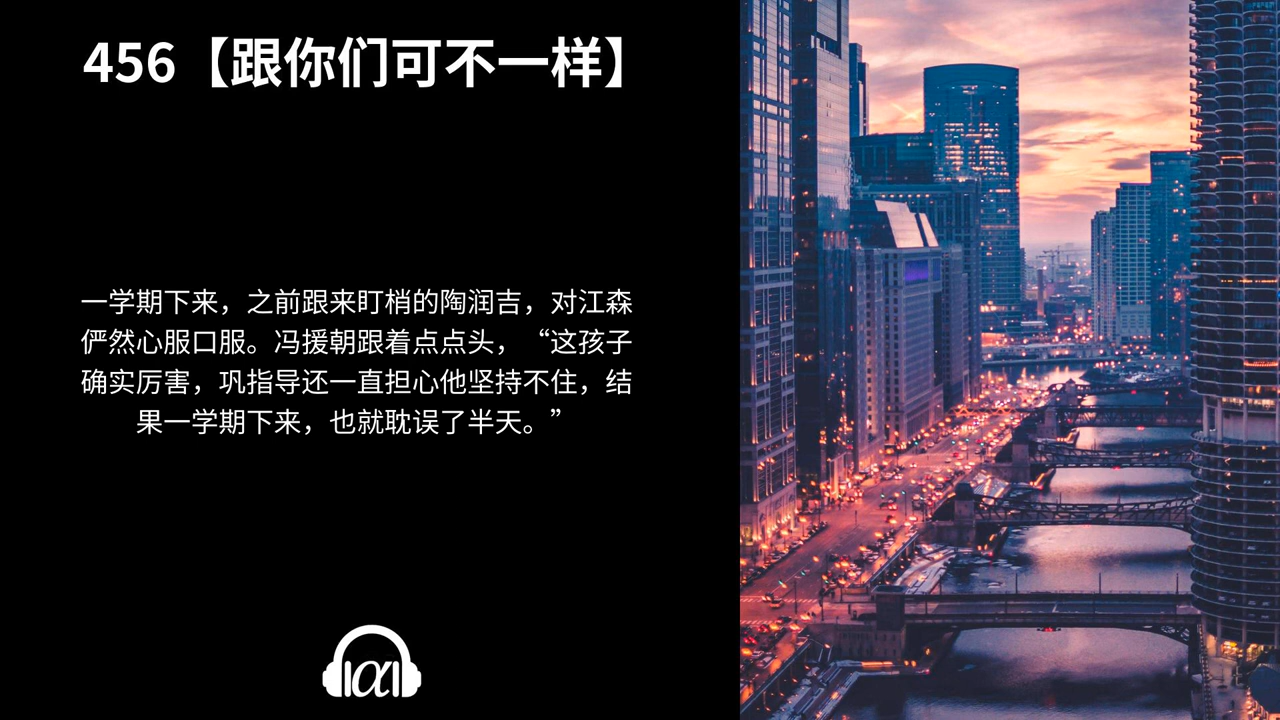 456【跟你们可不一样】
一学期下来，之前跟来盯梢的陶润吉，对江森
俨然心服口服。冯援朝跟着点点头，“这孩子
确实厉害，巩指导还一直担心他坚持不住，结
果一学期下来，也就耽误了半天。”